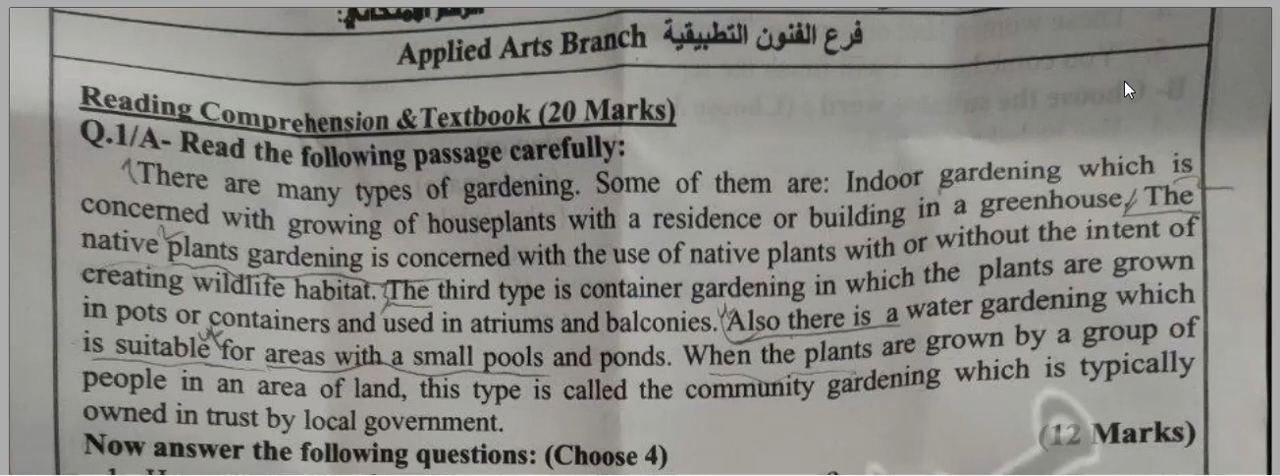 Applied Arts Branch فرع الفنون التطبيقية
Reading Comprehension & Textbook (20 Marks)
Q.1/A- Read the following passage carefully:
There are many types of gardening. Some of them are: Indoor gardening which is
concerned with growing of houseplants with a residence or building in a greenhouse. The
native plants gardening is concerned with the use of native plants with or without the intent of
creating wildlife habitat. The third type is container gardening in which the plants are grown
in pots or containers and used in atriums and balconies. Also there is a water gardening which
is suitable for areas with a small pools and ponds. When the plants are grown by a group of
people in an area of land, this type is called the community gardening which is typically
owned in trust by local government.
(12 Marks)
Now answer the following questions: (Choose 4)